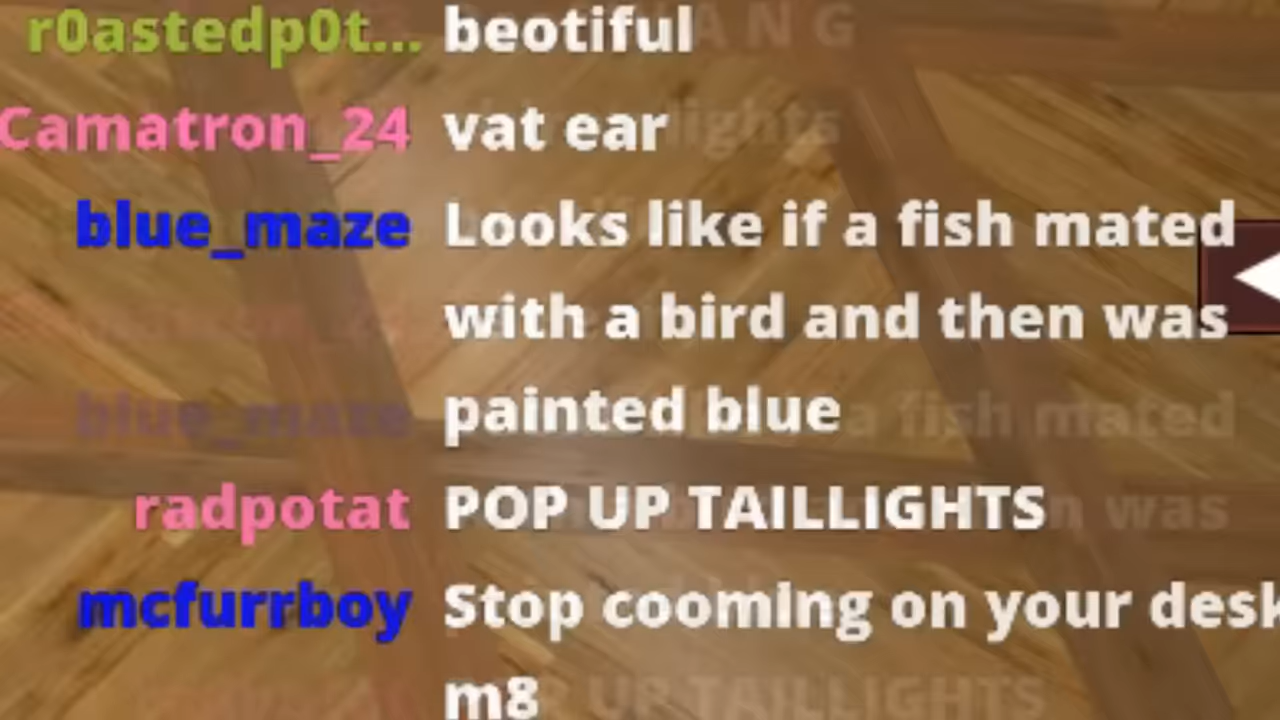 r0astedp0t... beotiful
Camatron_24 vat ear
blue_maze Looks like if a fish mated
with a bird and then was
painted blue
radpotat POP UP TAILLIGHTS
mcfurrboy Stop cooming on your desk
m8